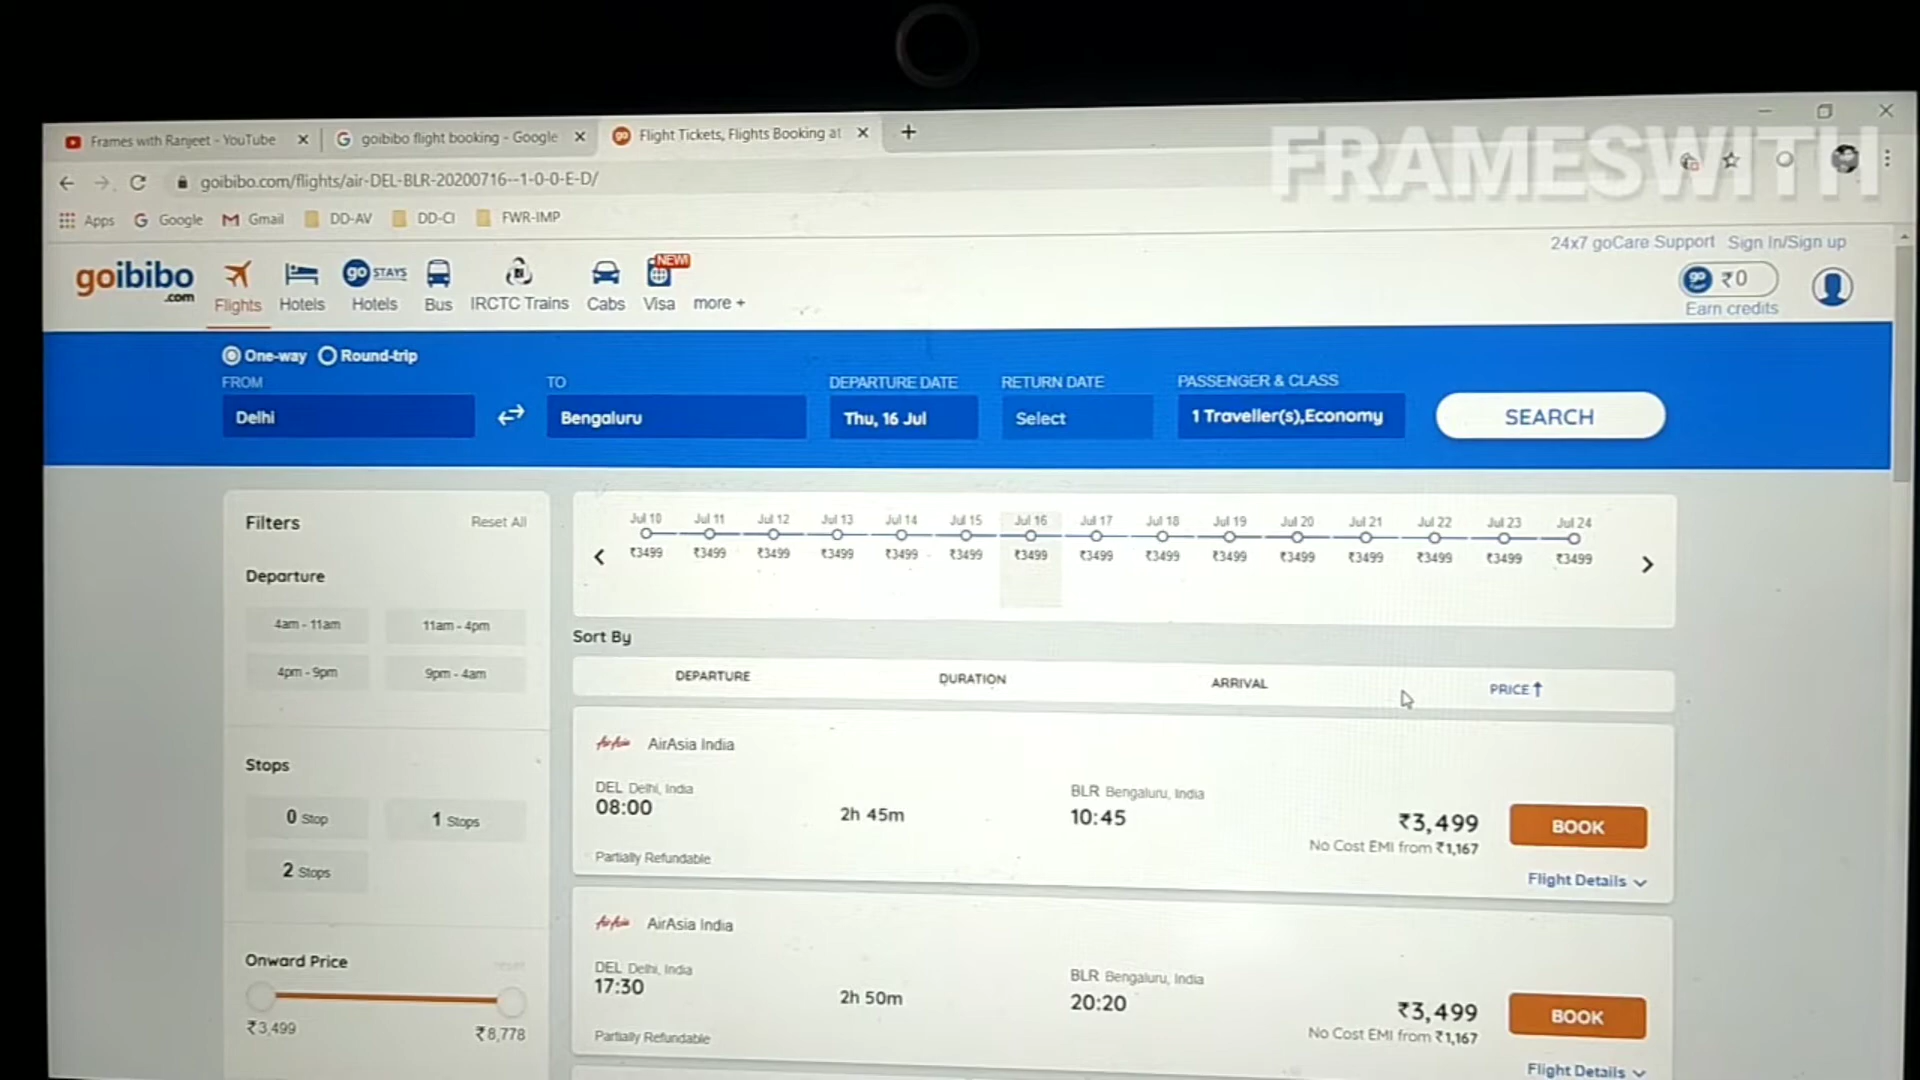 Frames with Ranjeet - YouTube
goibibo flight booking - Google
Flight Tickets, Flights Booking at
FRAMESWITH
goibibo.com/flights/air-DEL-BLR-20200716--1-0-0-E-D/
Apps
Google
Gmail
DD-AV
DD-CI
FWR-IMP
24x7 goCare Support
Sign In/Sign up
goibibo
.com
Flights
Hotels
go STAYS
Hotels
Bus
IRCTC Trains
Cabs
NEW!
Visa
more +
go
₹0
Earn credits
One-way
Round-trip
FROM
TO
DEPARTURE DATE
RETURN DATE
PASSENGER & CLASS
Delhi
Bengaluru
Thu, 16 Jul
Select
1 Traveller(s),Economy
SEARCH
Filters
Reset All
Departure
4am - 11am
11am - 4pm
4pm - 9pm
9pm - 4am
Stops
0 Stop
1 Stops
2 Stops
Onward Price
reset
₹3,499
₹8,778
Jul 10 Jul 11 Jul 12 Jul 13 Jul 14 Jul 15 Jul 16 Jul 17 Jul 18 Jul 19 Jul 20 Jul 21 Jul 22 Jul 23 Jul 24
₹3499 ₹3499 ₹3499 ₹3499 ₹3499 ₹3499 ₹3499 ₹3499 ₹3499 ₹3499 ₹3499 ₹3499 ₹3499 ₹3499 ₹3499
Sort By
DEPARTURE
DURATION
ARRIVAL
PRICE↑
AirAsia
AirAsia India
DEL Delhi, India
08:00
2h 45m
BLR Bengaluru, India
10:45
₹3,499
No Cost EMI from ₹1,167
BOOK
Partially Refundable
Flight Details
AirAsia
AirAsia India
DEL Delhi, India
17:30
2h 50m
BLR Bengaluru, India
20:20
₹3,499
No Cost EMI from ₹1,167
BOOK
Partially Refundable
Flight Details